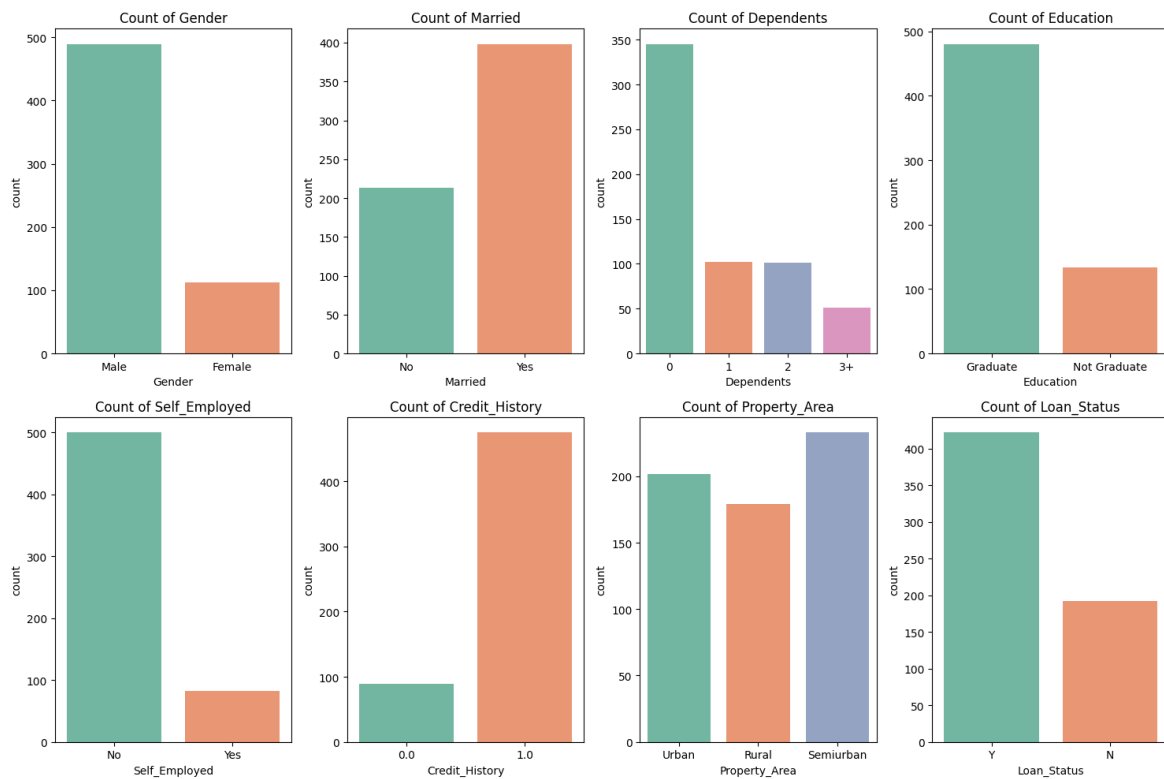 Count of Gender
500
400
300
200
100
0
count
Male
Female
Gender
Count of Married
400
350
300
250
200
150
100
50
0
count
No
Yes
Married
Count of Dependents
350
300
250
200
150
100
50
0
count
0
1
2
3+
Dependents
Count of Education
500
400
300
200
100
0
count
Graduate
Not Graduate
Education
Count of Self_Employed
500
400
300
200
100
0
count
No
Yes
Self_Employed
Count of Credit_History
400
300
200
100
0
count
0.0
1.0
Credit_History
Count of Property_Area
200
150
100
50
0
count
Urban
Rural
Semiurban
Property_Area
Count of Loan_Status
400
350
300
250
200
150
100
50
0
count
Y
N
Loan_Status